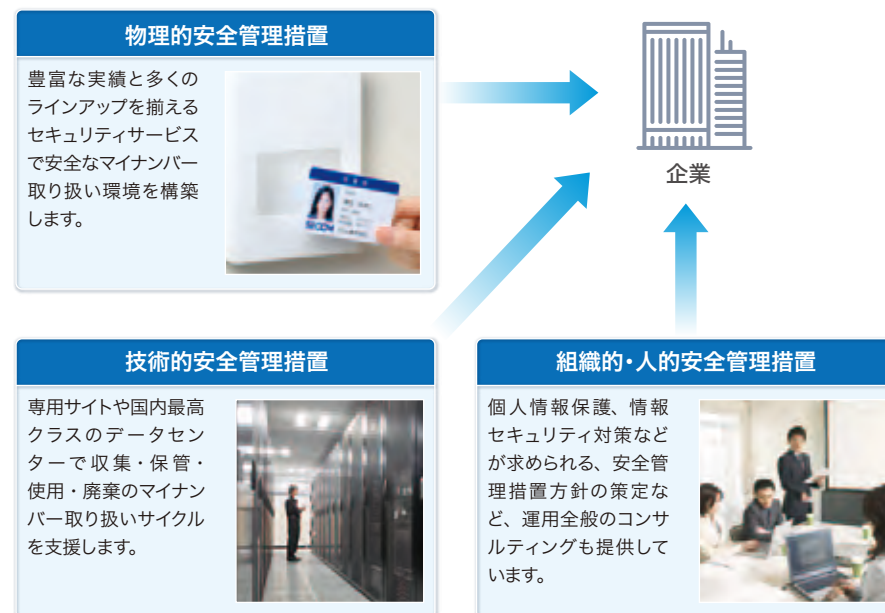 物理的安全管理措置
豊富な実績と多くの
ラインアップを揃える
セキュリティサービス
で安全なマイナンバー
取り扱い環境を構築
します。
SECOM
企業
技術的安全管理措置
専用サイトや国内最高
クラスのデータセン
ターで収集・保管・
使用・廃棄のマイナン
バー取り扱いサイクル
を支援します。
組織的・人的安全管理措置
個人情報保護、情報
セキュリティ対策など
が求められる、安全管
理措置方針の策定な
ど、運用全般のコンサ
ルティングも提供して
います。